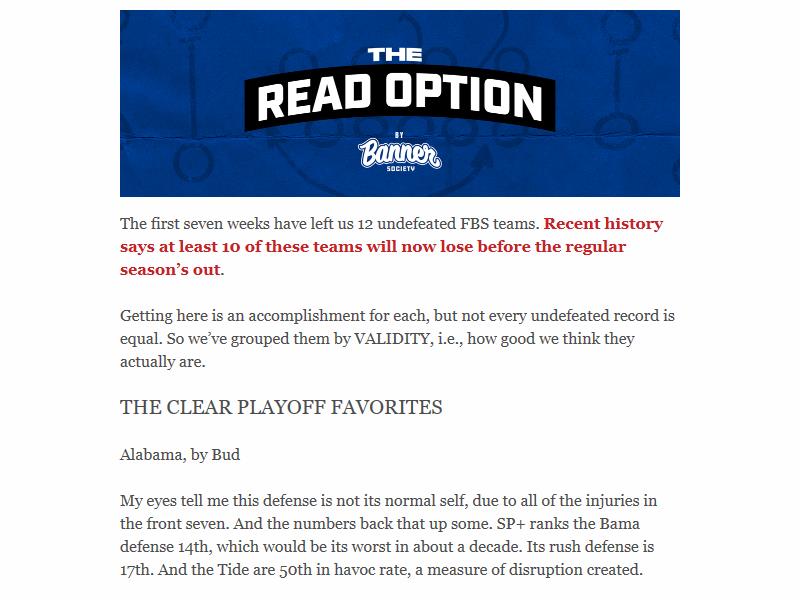 THE
READ OPTION
BY
Banner
SOCIETY
The first seven weeks have left us 12 undefeated FBS teams. Recent history
says at least 10 of these teams will now lose before the regular
season’s out.
Getting here is an accomplishment for each, but not every undefeated record is
equal. So we’ve grouped them by VALIDITY, i.e., how good we think they
actually are.
THE CLEAR PLAYOFF FAVORITES
Alabama, by Bud
My eyes tell me this defense is not its normal self, due to all of the injuries in
the front seven. And the numbers back that up some. SP+ ranks the Bama
defense 14th, which would be its worst in about a decade. Its rush defense is
17th. And the Tide are 50th in havoc rate, a measure of disruption created.